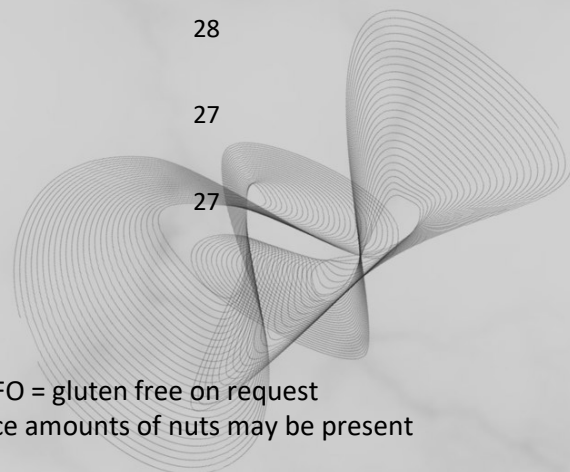 28
27
27
FO = gluten free on request
ce amounts of nuts may be present